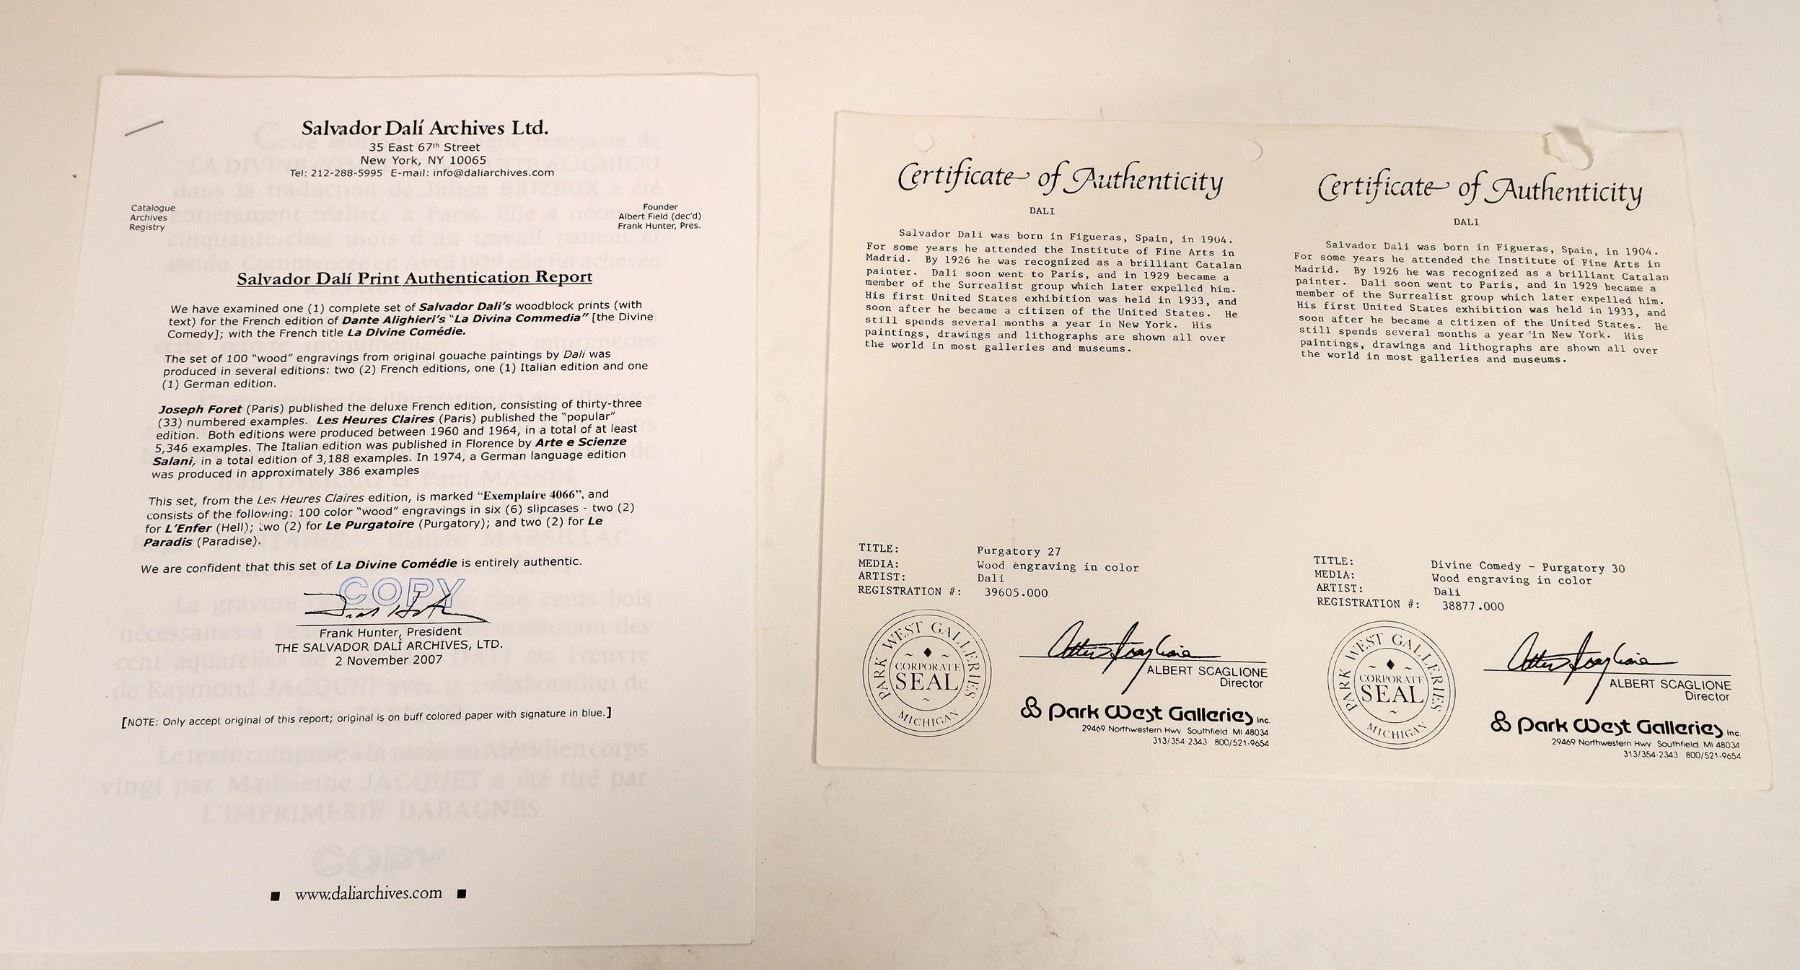 Salvador Dalí Archives Ltd.
35 East 67th Street
New York, NY 10065
Tel: 212-288-5995 E-mail: info@daliarchives.com
Catalogue
Archives
Registry
Founder
Albert Field (dec'd)
Frank Hunter, Pres.
Salvador Dalí Print Authentication Report
We have examined one (1) complete set of Salvador Dali's woodblock prints (with
text) for the French edition of Dante Alighieri's "La Divina Commedia" [the Divine
Comedy]; with the French title La Divine Comédie.
The set of 100 "wood" engravings from original gouache paintings by Dalí was
produced in several editions: two (2) French editions, one (1) Italian edition and one
(1) German edition.
Joseph Foret (Paris) published the deluxe French edition, consisting of thirty-three
(33) numbered examples. Les Heures Claires (Paris) published the "popular"
edition. Both editions were produced between 1960 and 1964, in a total of at least
5,346 examples. The Italian edition was published in Florence by Arte e Scienze
Salani, in a total edition of 3,188 examples. In 1974, a German language edition
was produced in approximately 386 examples
This set, from the Les Heures Claires edition, is marked "Exemplaire 4066", and
consists of the following: 100 color "wood" engravings in six (6) slipcases - two (2)
for L'Enfer (Hell); two (2) for Le Purgatoire (Purgatory); and two (2) for Le
Paradis (Paradise).
We are confident that this set of La Divine Comédie is entirely authentic.
COPY
Frank Hunter, President
THE SALVADOR DALÍ ARCHIVES, LTD.
2 November 2007
[NOTE: Only accept original of this report; original is on buff colored paper with signature in blue.]
COPY
www.daliarchives.com
Certificate of Authenticity
DALI
Salvador Dali was born in Figueras, Spain, in 1904.
For some years he attended the Institute of Fine Arts in
Madrid. By 1926 he was recognized as a brilliant Catalan
painter. Dali soon went to Paris, and in 1929 became a
member of the Surrealist group which later expelled him.
His first United States exhibition was held in 1933, and
soon after he became a citizen of the United States. He
still spends several months a year in New York. His
paintings, drawings and lithographs are shown all over
the world in most galleries and museums.
TITLE: Purgatory 27
MEDIA: Wood engraving in color
ARTIST: Dali
REGISTRATION #: 39605.000
PARK WEST GALLERIES
CORPORATE
SEAL
MICHIGAN
ALBERT SCAGLIONE
Director
Park West Galleries inc.
29469 Northwestern Hwy Southfield MI 48034
313/354 2343 800/521-9654
Certificate of Authenticity
DALI
Salvador Dali was born in Figueras, Spain, in 1904.
For some years he attended the Institute of Fine Arts in
Madrid. By 1926 he was recognized as a brilliant Catalan
painter. Dali soon went to Paris, and in 1929 became a
member of the Surrealist group which later expelled him.
His first United States exhibition was held in 1933, and
soon after he became a citizen of the United States. He
still spends several months a year in New York. His
paintings, drawings and lithographs are shown all over
the world in most galleries and museums.
TITLE: Divine Comedy - Purgatory 30
MEDIA: Wood engraving in color
ARTIST: Dali
REGISTRATION #: 38877.000
PARK WEST GALLERIES
CORPORATE
SEAL
MICHIGAN
ALBERT SCAGLIONE
Director
Park West Galleries inc.
29469 Northwestern Hwy Southfield MI 48034
313/354-2343 800/521-9654